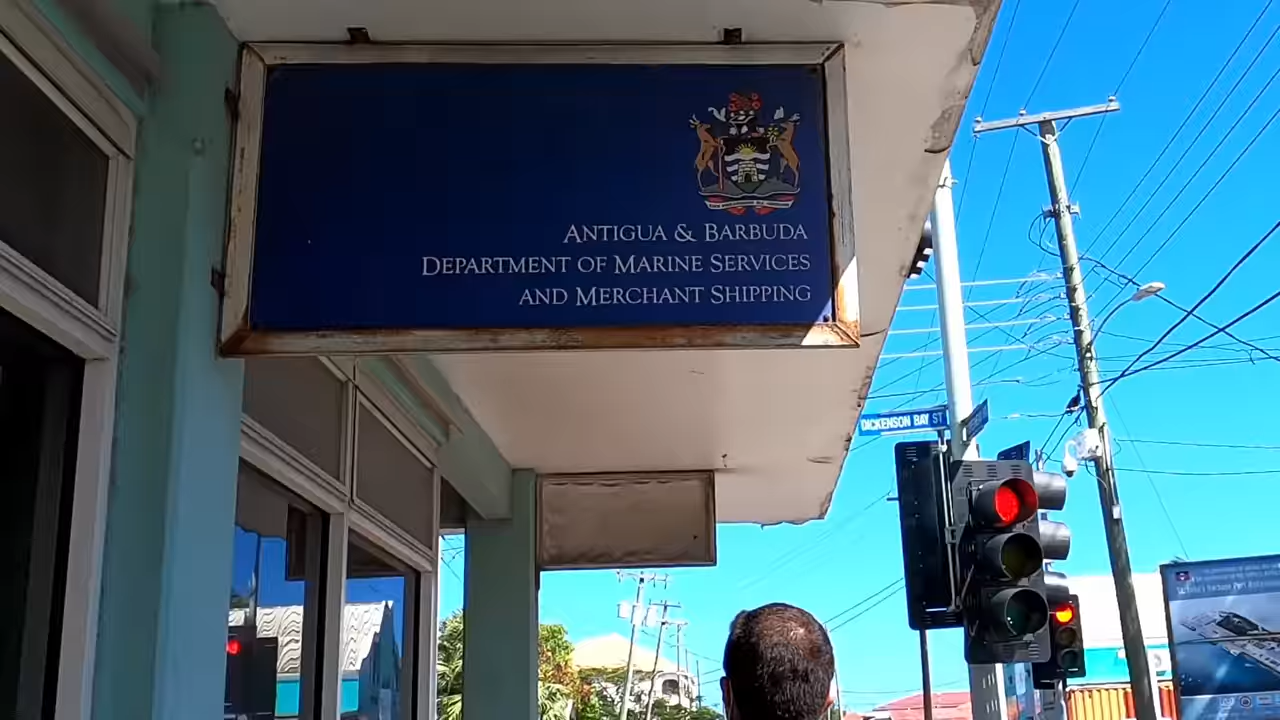 ANTIGUA & BARBUDA
DEPARTMENT OF MARINE SERVICES
AND MERCHANT SHIPPING
DICKENSON BAY ST